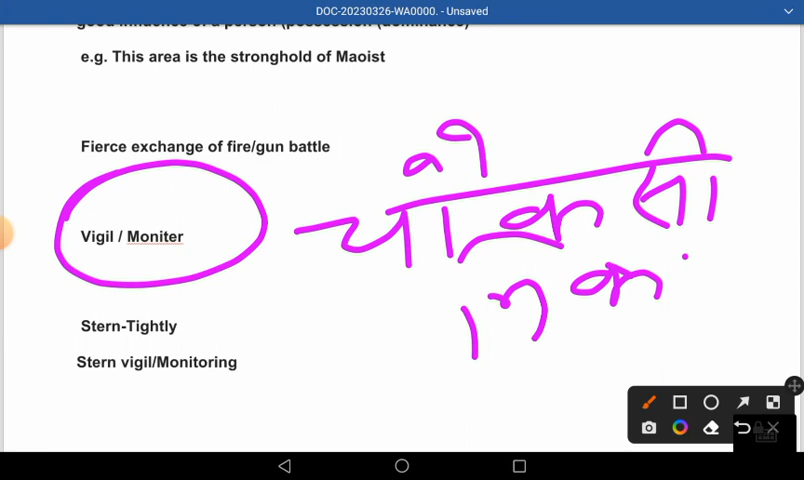 DOC-20230326-WA0000. - Unsaved
e.g. This area is the stronghold of Maoist
Fierce exchange of fire/gun battle
चौकसी
Vigil / Moniter
Stern-Tightly
Stern vigil/Monitoring